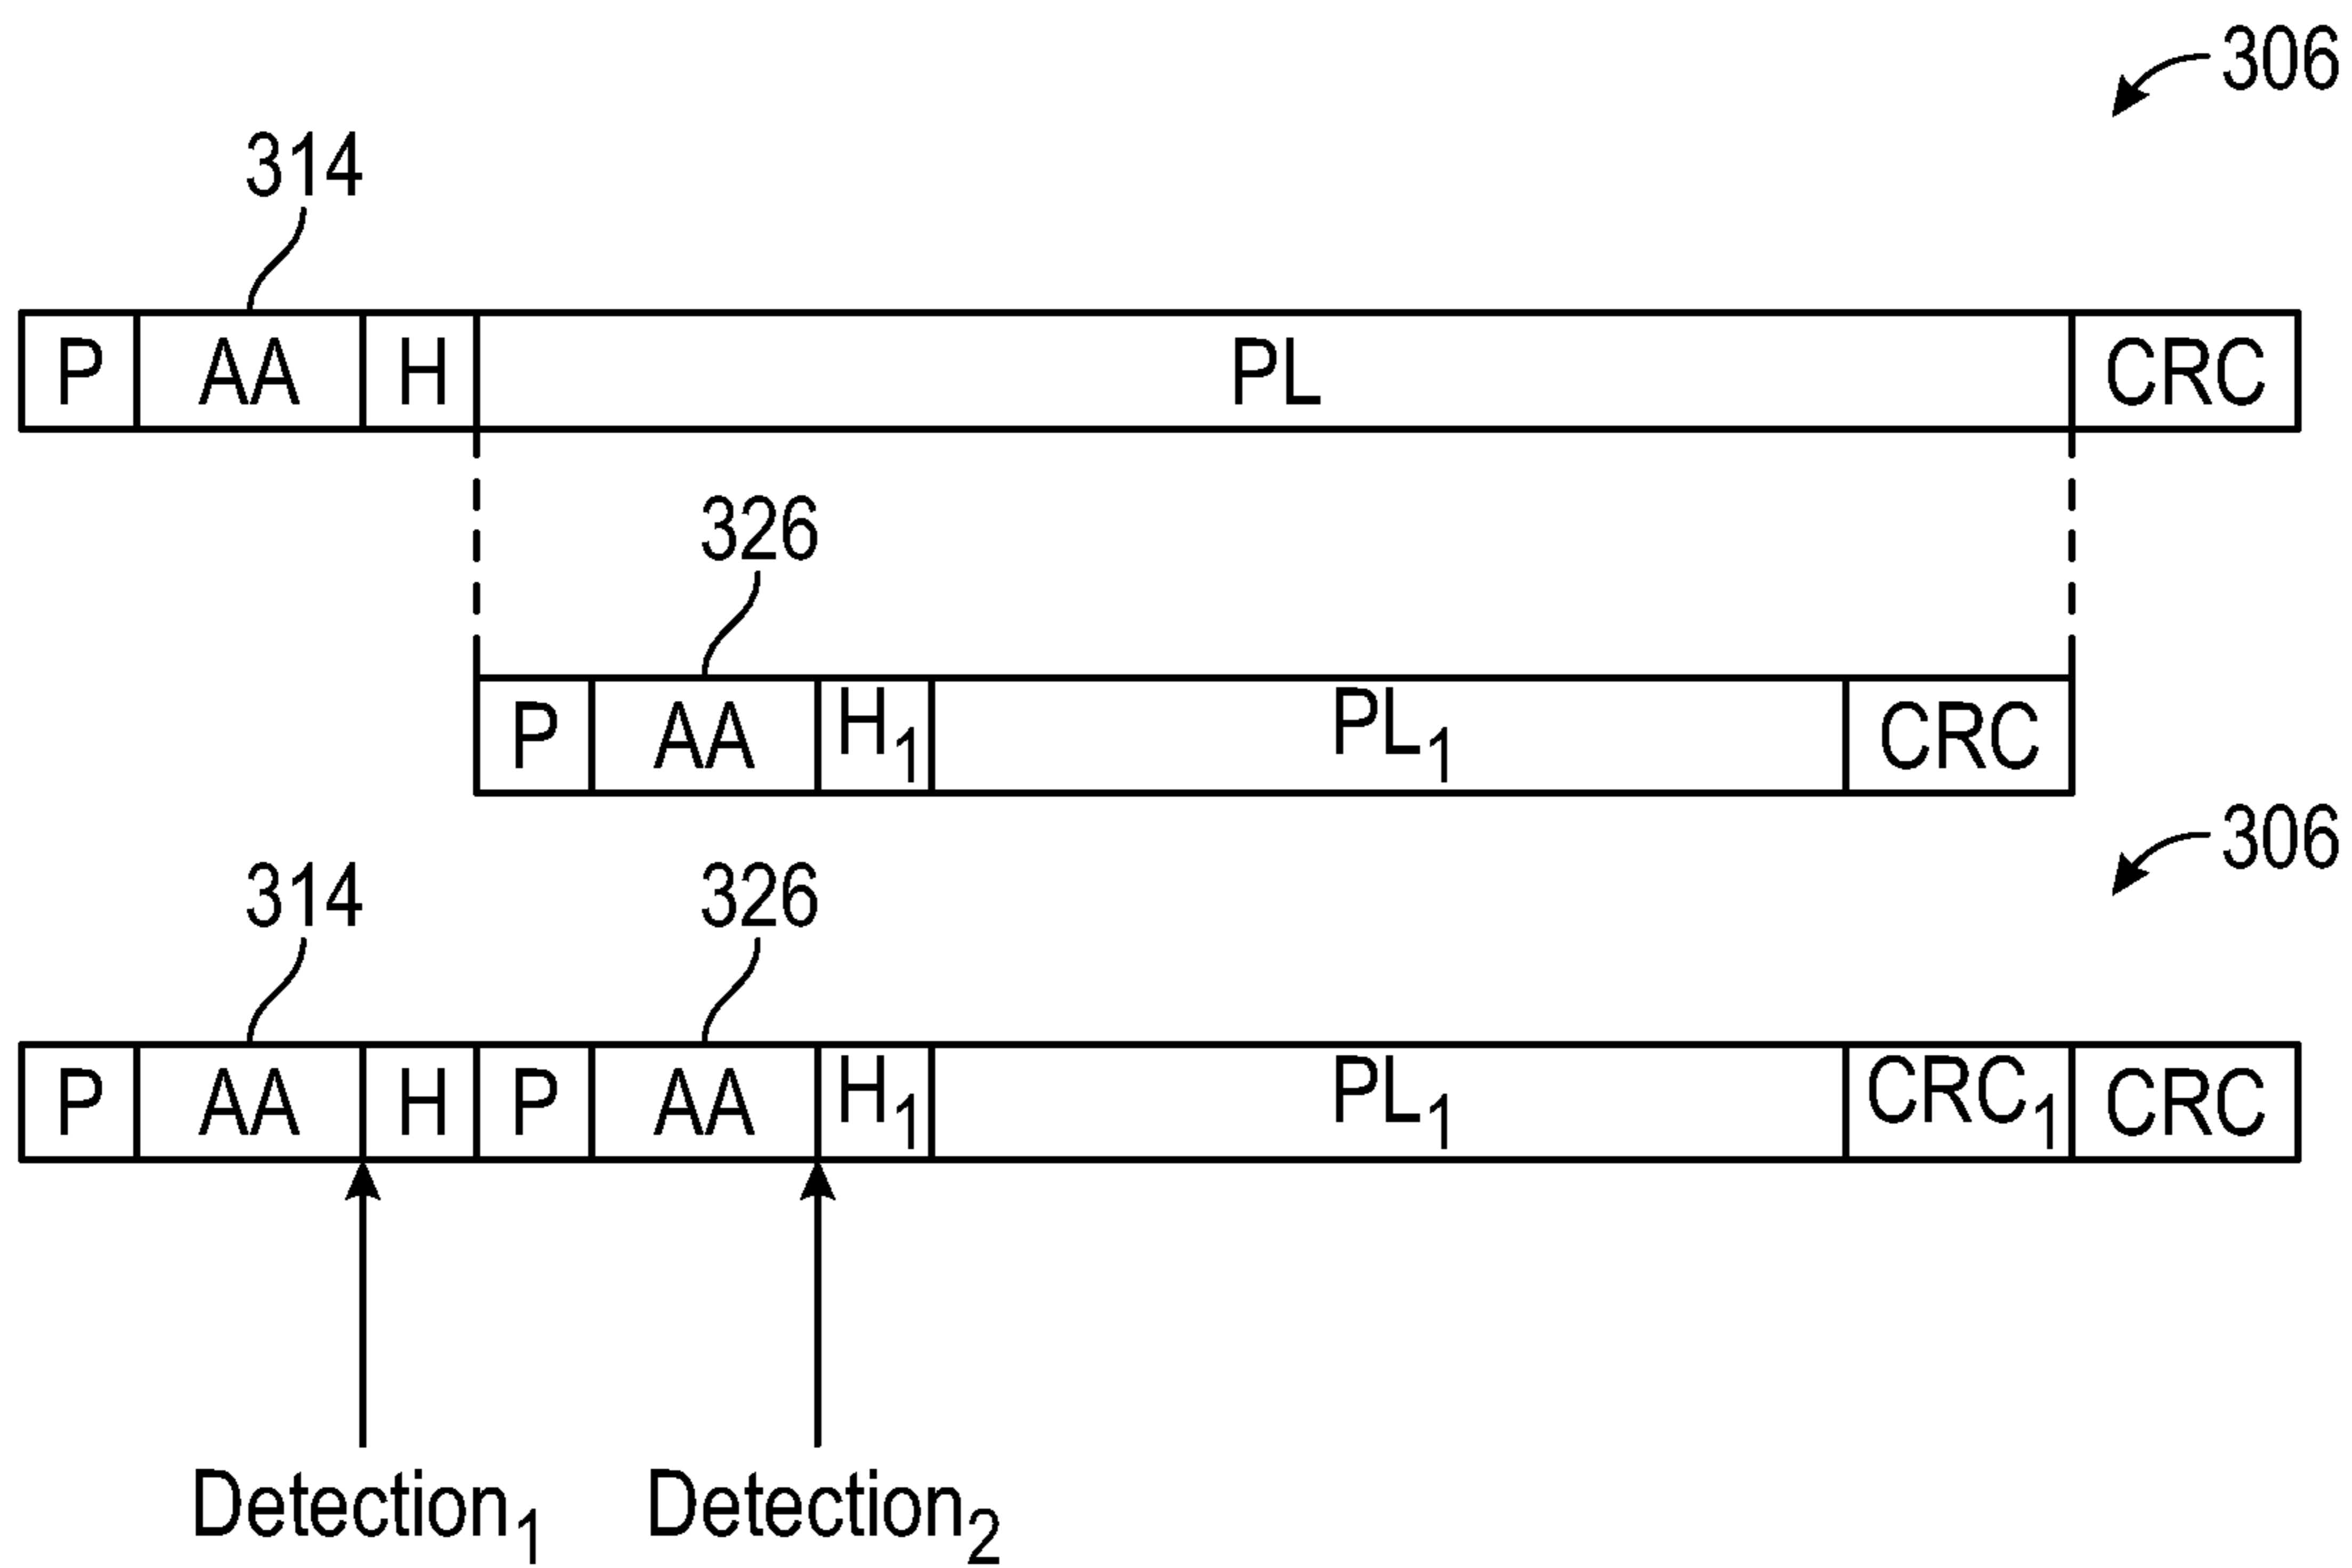 306
314
P AA H PL CRC
326
P AA H₁ PL₁ CRC
306
314 326
P AA H P AA H₁ PL₁ CRC₁ CRC
Detection₁ Detection₂